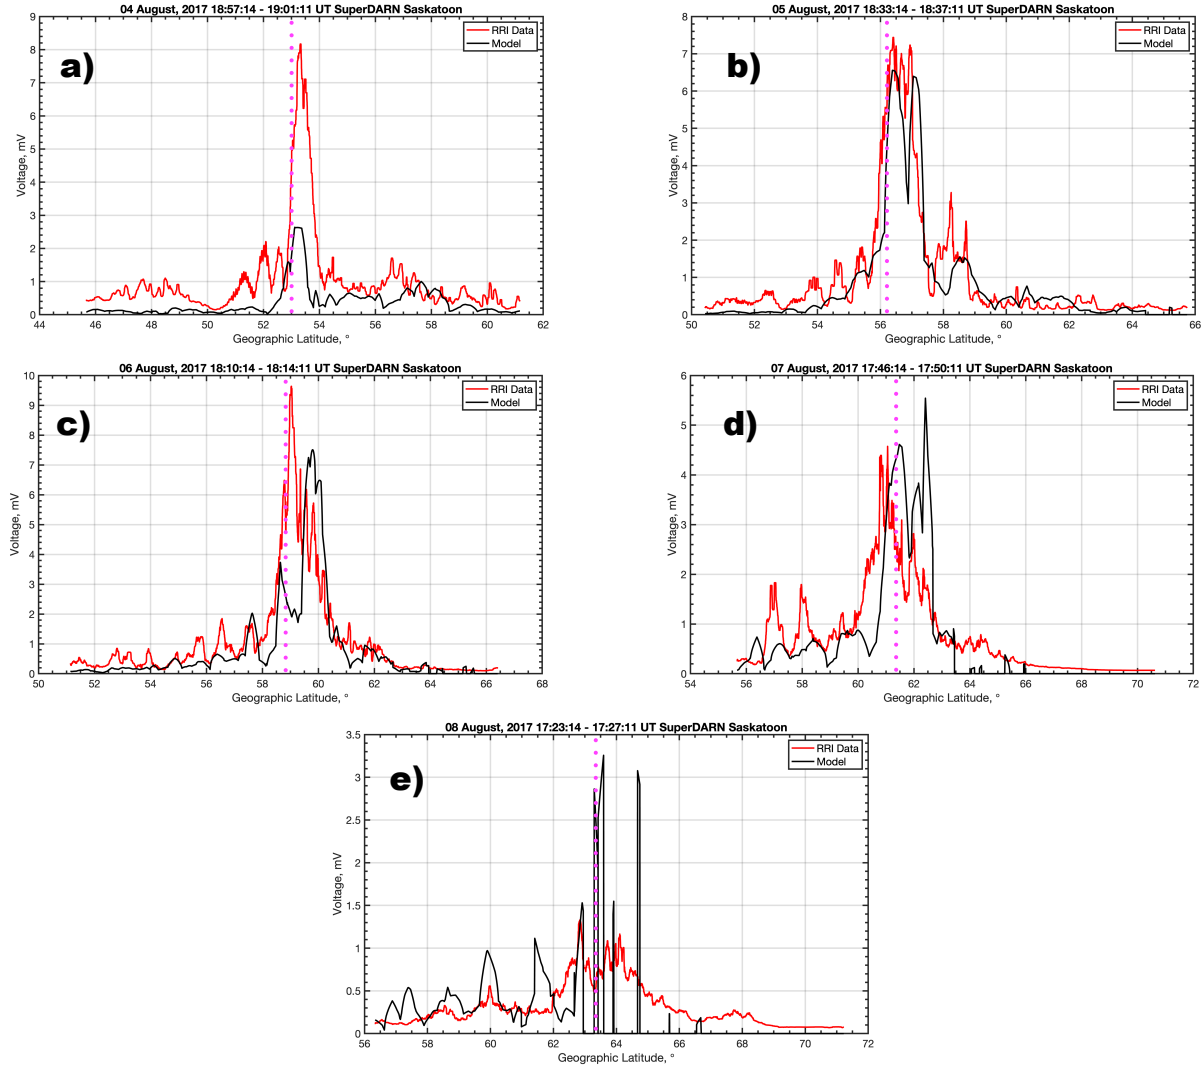 04 August, 2017 18:57:14 - 19:01:11 UT SuperDARN Saskatoon
a)
RRI Data
Model
Voltage, mV
0 1 2 3 4 5 6 7 8 9
44 46 48 50 52 54 56 58 60 62
Geographic Latitude, °
05 August, 2017 18:33:14 - 18:37:11 UT SuperDARN Saskatoon
b)
RRI Data
Model
Voltage, mV
0 1 2 3 4 5 6 7 8
50 52 54 56 58 60 62 64 66
Geographic Latitude, °
06 August, 2017 18:10:14 - 18:14:11 UT SuperDARN Saskatoon
c)
RRI Data
Model
Voltage, mV
0 1 2 3 4 5 6 7 8 9 10
50 52 54 56 58 60 62 64 66 68
Geographic Latitude, °
07 August, 2017 17:46:14 - 17:50:11 UT SuperDARN Saskatoon
d)
RRI Data
Model
Voltage, mV
0 1 2 3 4 5 6
54 56 58 60 62 64 66 68 70 72
Geographic Latitude, °
08 August, 2017 17:23:14 - 17:27:11 UT SuperDARN Saskatoon
e)
RRI Data
Model
Voltage, mV
0 0.5 1 1.5 2 2.5 3 3.5
56 58 60 62 64 66 68 70 72
Geographic Latitude, °